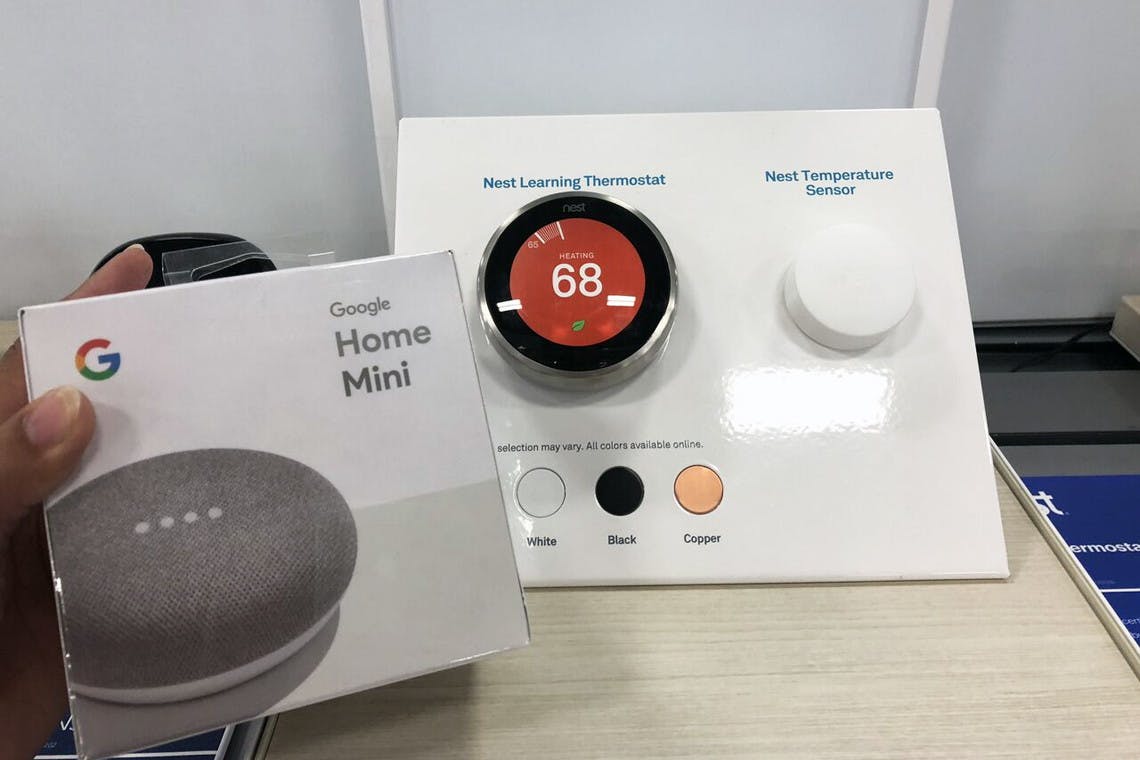 Nest Learning Thermostat
Nest Temperature
Sensor
nest
65
HEATING
68
G
Google
Home
Mini
selection may vary. All colors available online.
White
Black
Copper
st
ermosta